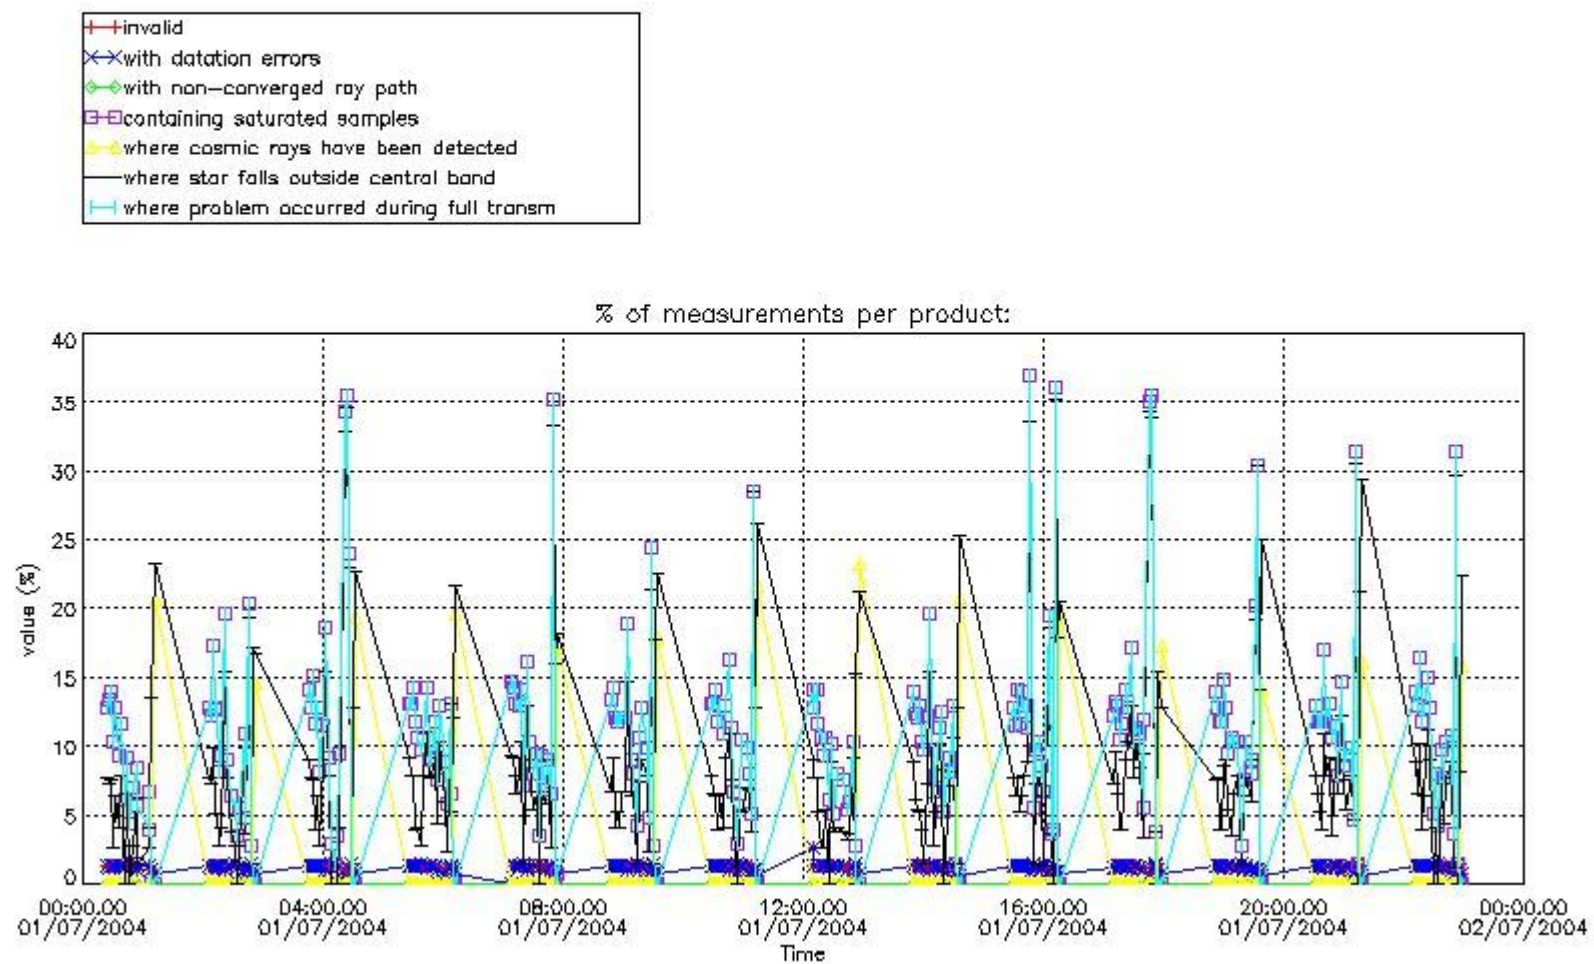 invalid
with datation errors
with non-converged ray path
containing saturated samples
where cosmic rays have been detected
where star falls outside central band
where problem occurred during full transm
% of measurements per product:
40
35
30
25
20
15
10
5
0
value (%)
00:00:00 04:00:00 08:00:00 12:00:00 16:00:00 20:00:00 00:00:00
01/07/2004 01/07/2004 01/07/2004 01/07/2004 01/07/2004 01/07/2004 02/07/2004
Time